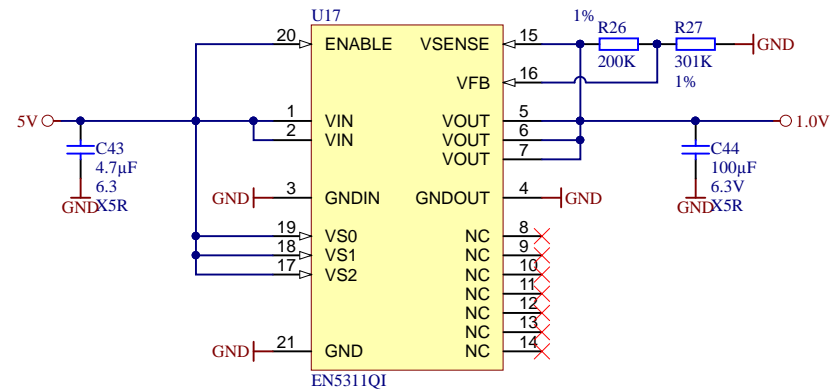 U17
20 ENABLE VSENSE 15
1%
R26 R27
GND
200K 301K
1%
VFB 16
5V
1 VIN VOUT 5
1.0V
2 VIN VOUT 6
VOUT 7
C43
4.7µF
6.3
X5R
GND
C44
100µF
6.3V
X5R
GND
GND 3 GNDIN GNDOUT 4 GND
19 VS0 NC 8
18 VS1 NC 9
17 VS2 NC 10
NC 11
NC 12
NC 13
GND 21 GND NC 14
EN5311QI